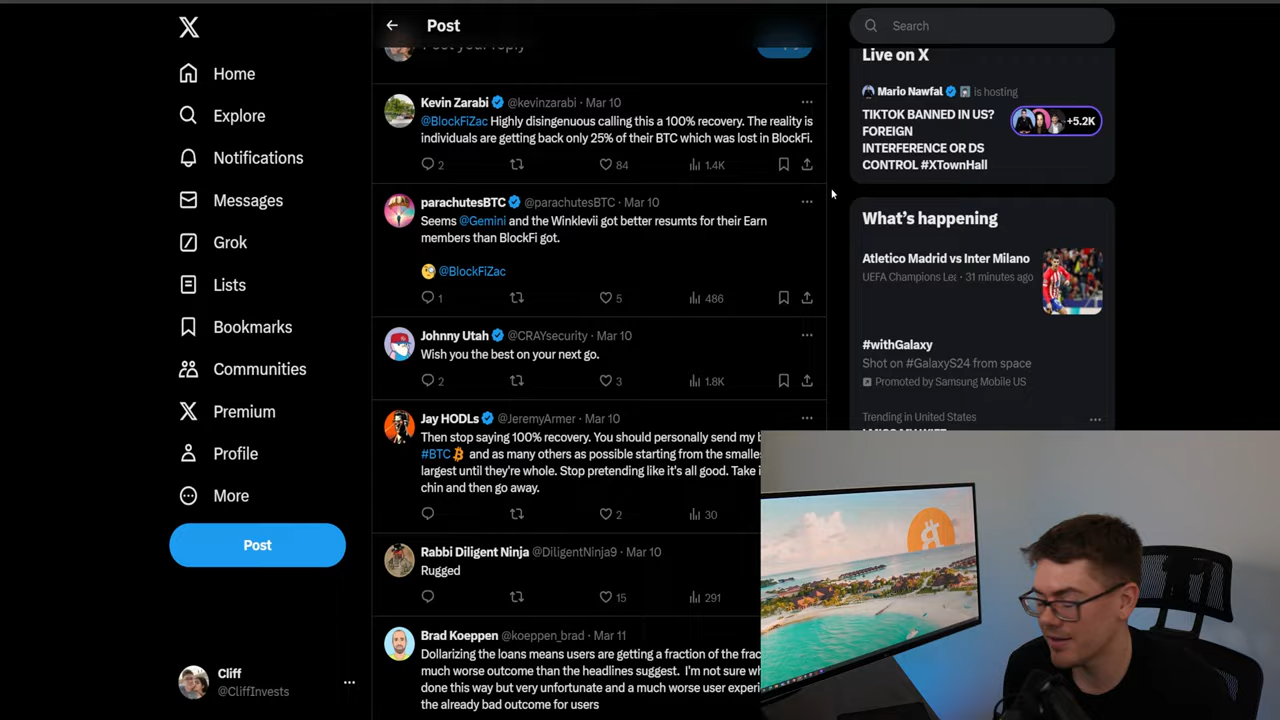 Post
Search
Home
Explore
Notifications
Messages
Grok
Lists
Bookmarks
Communities
Premium
Profile
More
Post
Cliff
@CliffInvests
Post your reply
Kevin Zarabi @kevinzarabi · Mar 10
@BlockFiZac Highly disingenuous calling this a 100% recovery. The reality is
individuals are getting back only 25% of their BTC which was lost in BlockFi.
2 84 1.4K
parachutesBTC @parachutesBTC · Mar 10
Seems @Gemini and the Winklevii got better resumts for their Earn
members than BlockFi got.
@BlockFiZac
1 5 486
Johnny Utah @CRAYsecurity · Mar 10
Wish you the best on your next go.
2 3 1.8K
Jay HODLs @JeremyArmer · Mar 10
Then stop saying 100% recovery. You should personally send my
#BTC and as many others as possible starting from the
largest until they're whole. Stop pretending like it's all good. Take
chin and then go away.
2 30
Rabbi Diligent Ninja @DiligentNinja9 · Mar 10
Rugged
15 291
Brad Koeppen @koeppen_brad · Mar 11
Dollarizing the loans means users are getting a fraction of the
much worse outcome than the headlines suggest. I'm not sure
done this way but very unfortunate and a much worse user
the already bad outcome for users
Live on X
Mario Nawfal is hosting
TIKTOK BANNED IN US?
FOREIGN
INTERFERENCE OR DS
CONTROL #XTownHall
+5.2K
What's happening
Atletico Madrid vs Inter Milano
UEFA Champions · 31 minutes ago
#withGalaxy
Shot on #GalaxyS24 from space
Promoted by Samsung Mobile US
Trending in United States